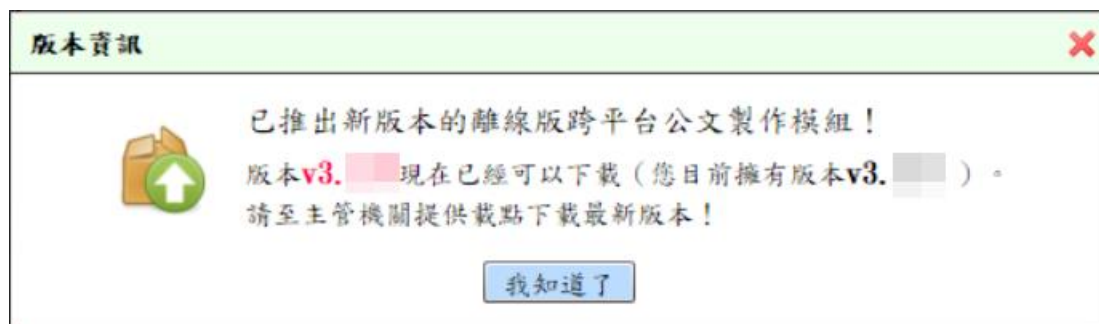 版本資訊
已推出新版本的離線版跨平台公文製作模組！
版本v3. 現在已經可以下載（您目前擁有版本v3. ）。
請至主管機關提供載點下載最新版本！
我知道了